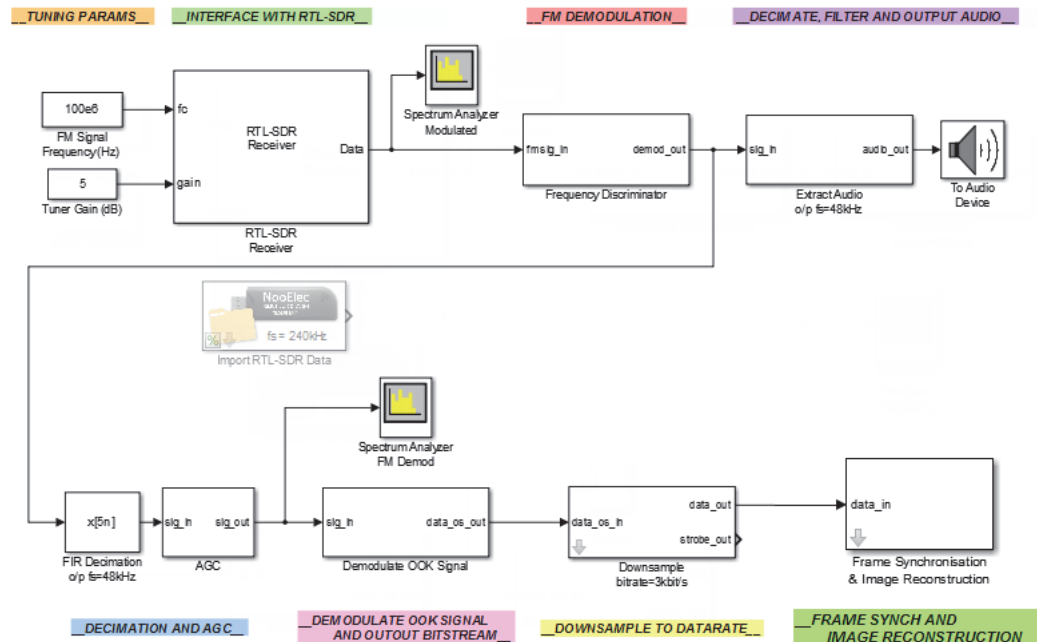 __TUNING PARAMS__
__INTERFACE WITH RTL-SDR__
__FM DEMODULATION__
__DECIMATE, FILTER AND OUTPUT AUDIO__
100e6
FM Signal
Frequency(Hz)
5
Tuner Gain (dB)
fc
gain
RTL-SDR
Receiver
Data
RTL-SDR
Receiver
Spectrum Analyzer
Modulated
fmsig_in
demod_out
Frequency Discriminator
sig_in
audio_out
Extract Audio
o/p fs=48kHz
To Audio
Device
NooElec
fs = 240kHz
Import RTL-SDR Data
Spectrum Analyzer
FM Demod
x[5n]
FIR Decimation
o/p fs=48kHz
sig_in
sig_out
AGC
sig_in
data_os_out
Demodulate OOK Signal
data_os_in
data_out
strobe_out
Downsample
bitrate=3kbit/s
data_in
Frame Synchronisation
& Image Reconstruction
__DECIMATION AND AGC__
__DEMODULATE OOK SIGNAL
AND OUTOUT BITSTREAM__
__DOWNSAMPLE TO DATARATE__
__FRAME SYNCH AND
IMAGE RECONSTRUCTION